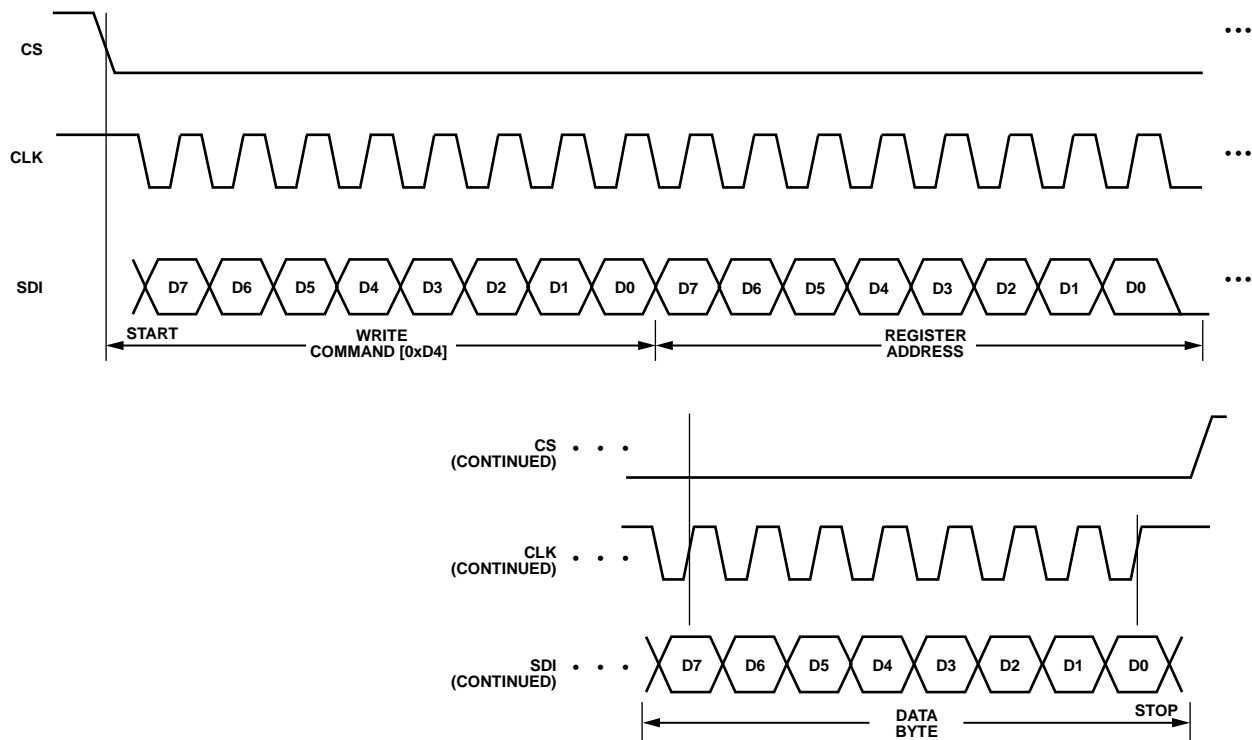 CS
...
CLK
...
SDI
D7 D6 D5 D4 D3 D2 D1 D0 D7 D6 D5 D4 D3 D2 D1 D0
...
START
WRITE
COMMAND [0xD4]
REGISTER
ADDRESS
CS
(CONTINUED)
. . .
CLK
(CONTINUED)
. . .
SDI
(CONTINUED)
. . .
D7 D6 D5 D4 D3 D2 D1 D0
DATA
BYTE
STOP